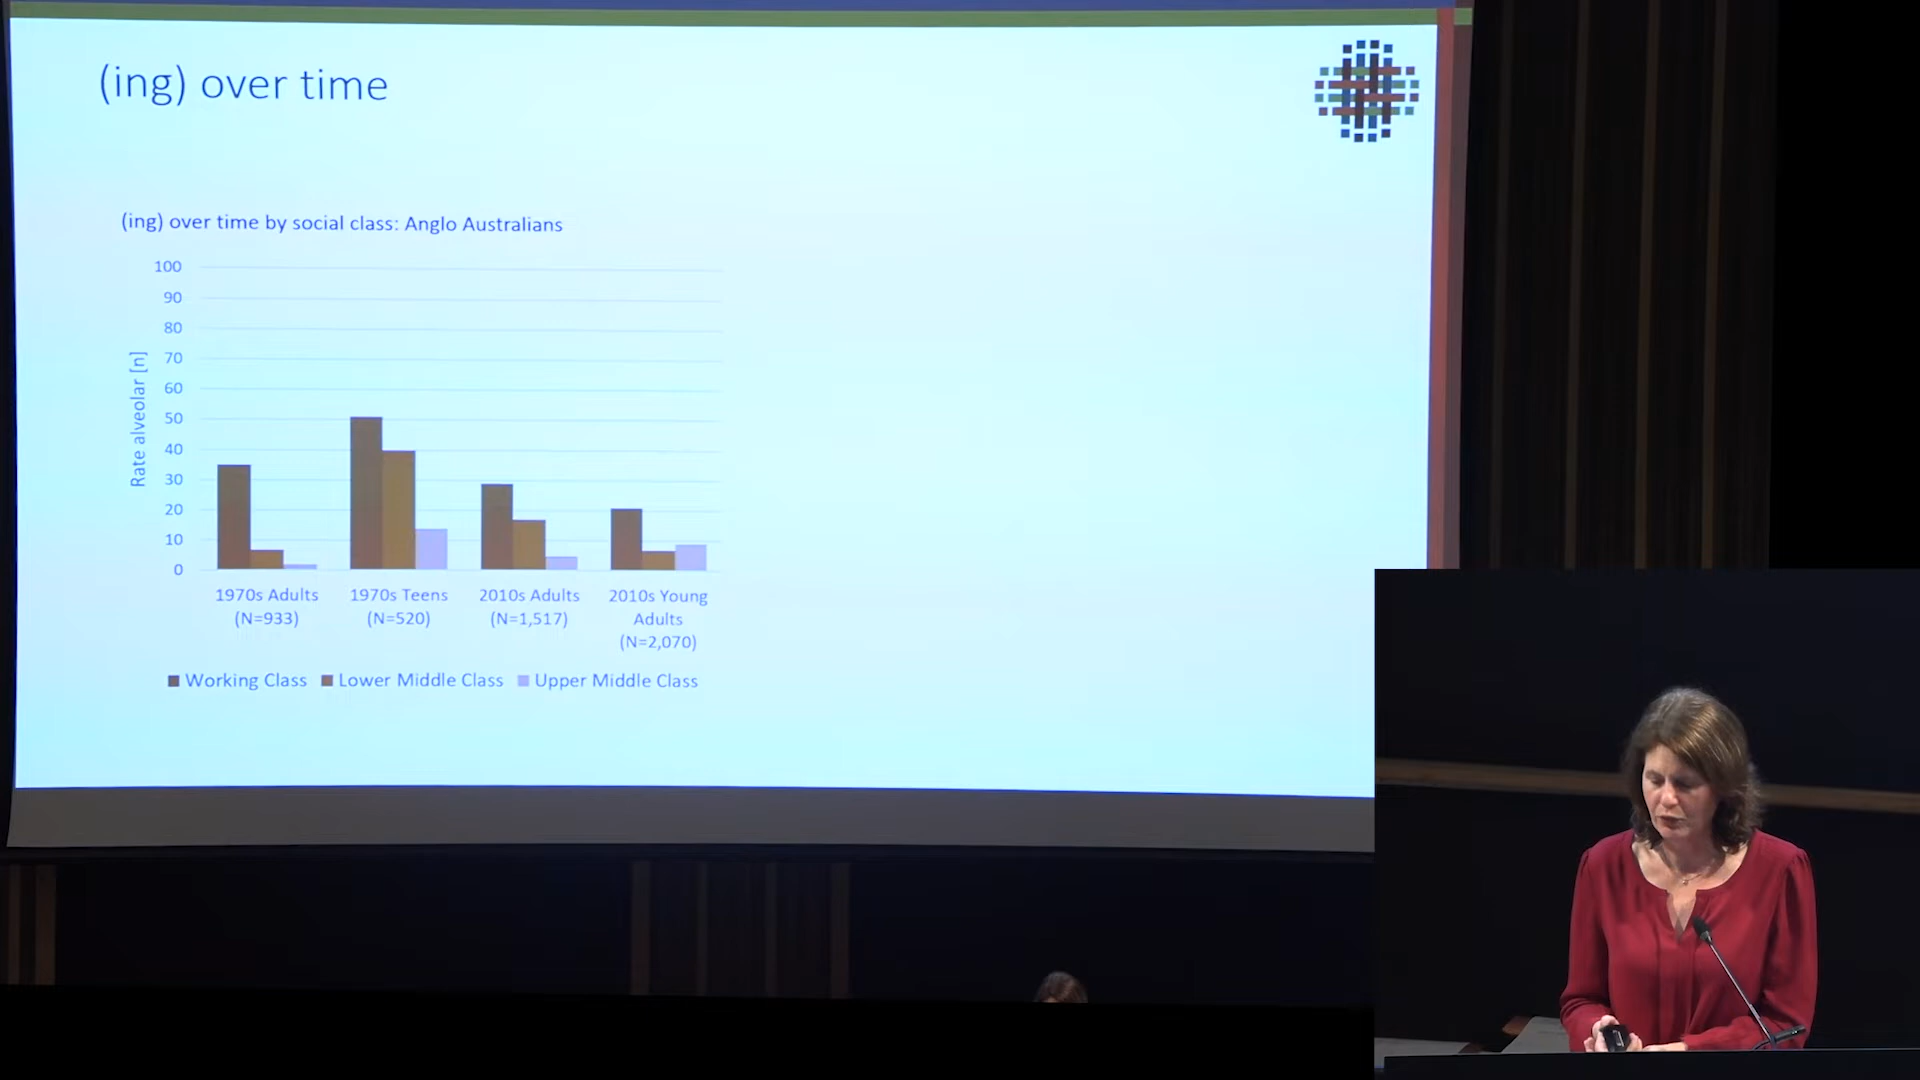 (ing) over time
(ing) over time by social class: Anglo Australians
100
90
80
70
60
50
40
30
20
10
0
Rate alveolar [n]
1970s Adults
(N=933)
1970s Teens
(N=520)
2010s Adults
(N=1,517)
2010s Young
Adults
(N=2,070)
Working Class
Lower Middle Class
Upper Middle Class